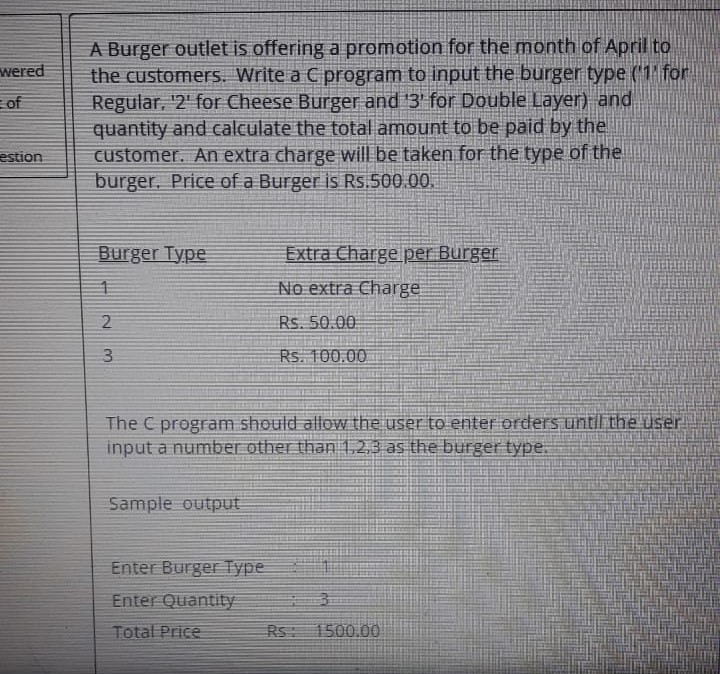 wered
of
estion
A Burger outlet is offering a promotion for the month of April to
the customers. Write a C program to input the burger type ('1' for
Regular, '2' for Cheese Burger and '3' for Double Layer) and
quantity and calculate the total amount to be paid by the
customer. An extra charge will be taken for the type of the
burger. Price of a Burger is Rs.500.00.
Burger Type Extra Charge per Burger
1 No extra Charge
2 Rs. 50.00
3 Rs. 100.00
The C program should allow the user to enter orders until the user
input a number other than 1,2,3 as the burger type.
Sample output
Enter Burger Type : 1
Enter Quantity : 3
Total Price Rs: 1500.00